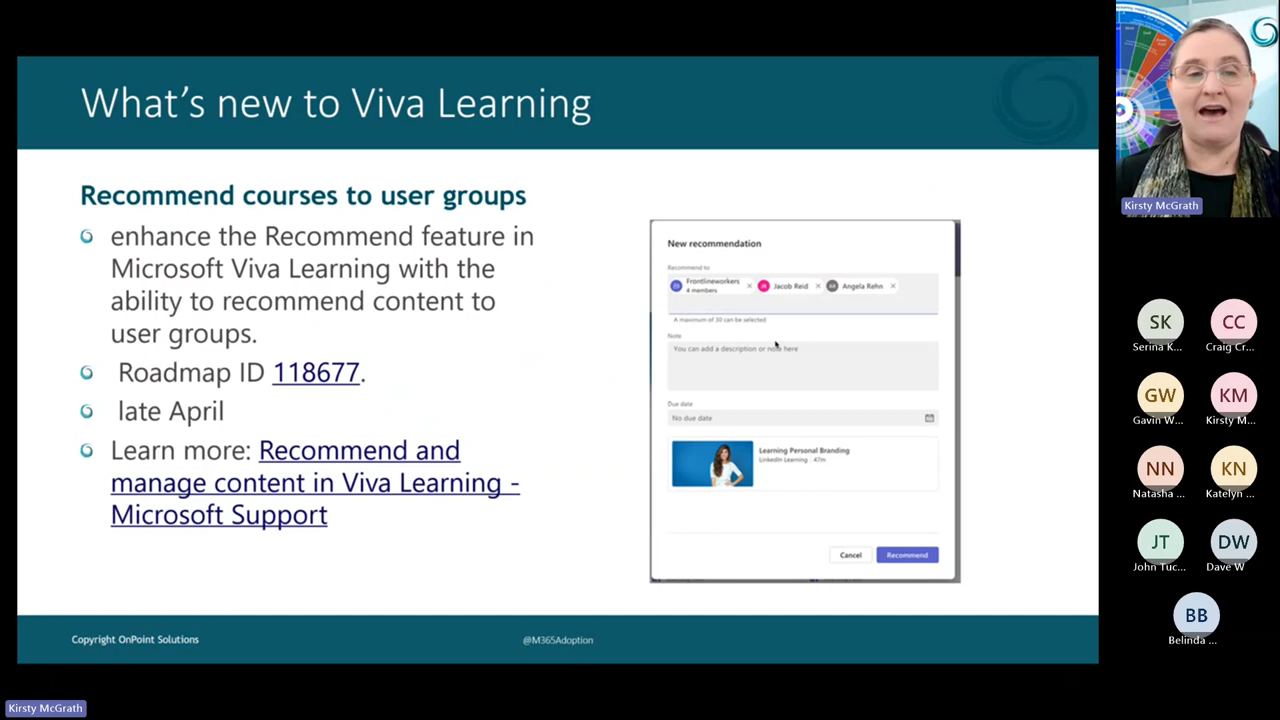 What's new to Viva Learning
Recommend courses to user groups
enhance the Recommend feature in
Microsoft Viva Learning with the
ability to recommend content to
user groups.
Roadmap ID 118677.
late April
Learn more: Recommend and
manage content in Viva Learning -
Microsoft Support
New recommendation
Recommend to
Frontlineworkers
4 members
JR Jacob Reid
AR Angela Rehn
A maximum of 30 can be selected
Note
You can add a description or note here
Due date
No due date
Learning Personal Branding
LinkedIn Learning · 47m
Cancel
Recommend
Copyright OnPoint Solutions
@M365Adoption
Kirsty McGrath
Kirsty McGrath
SK
Serina K...
CC
Craig Cr...
GW
Gavin W...
KM
Kirsty M...
NN
Natasha ...
KN
Katelyn ...
JT
John Tuc...
DW
Dave W
BB
Belinda ...